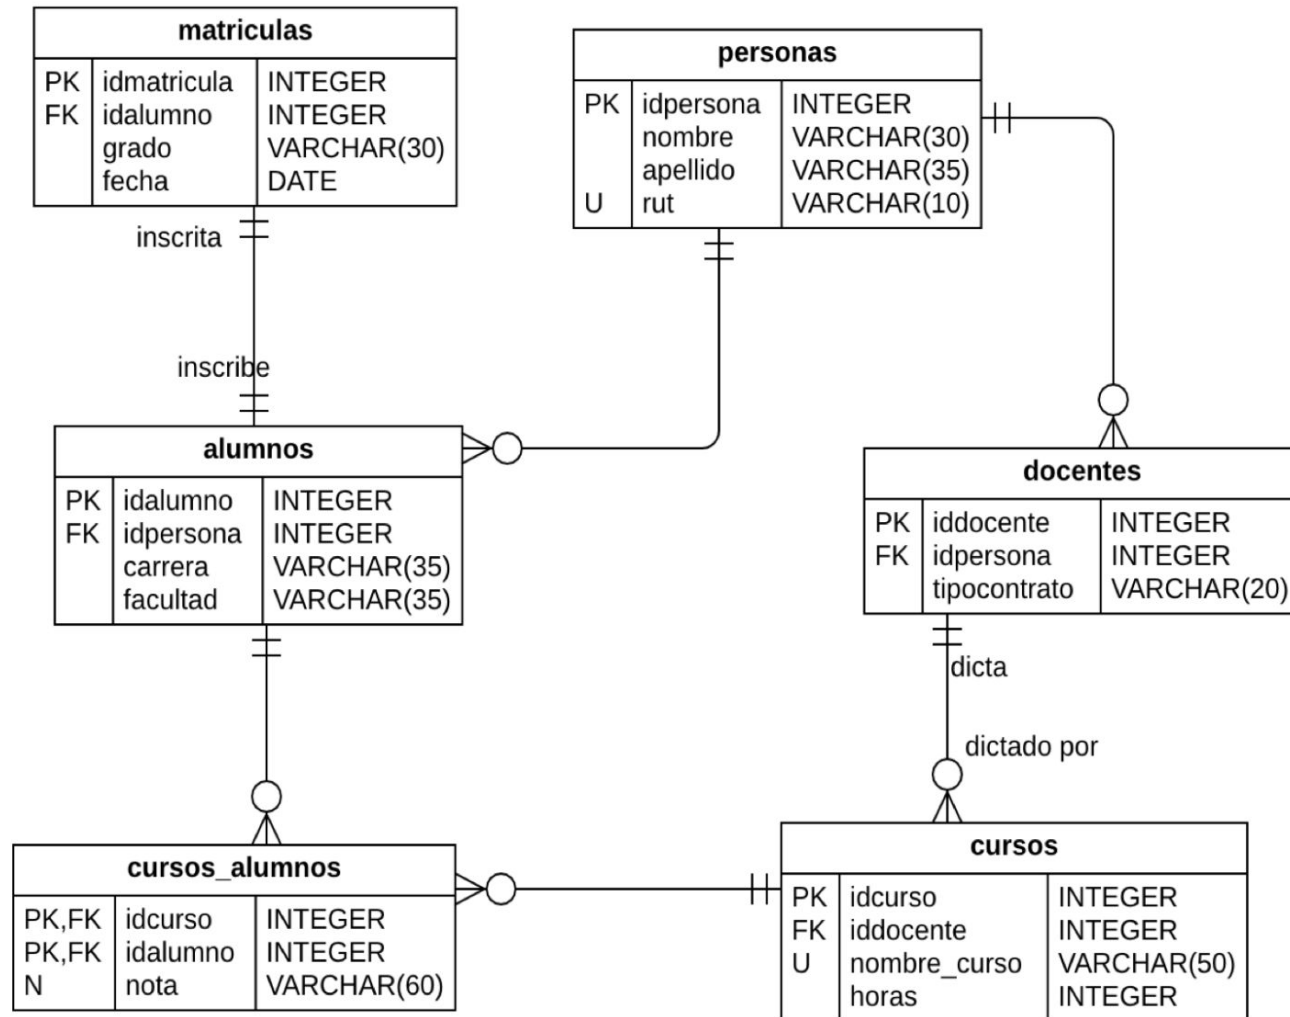 matriculas
PK idmatricula INTEGER
FK idalumno INTEGER
grado VARCHAR(30)
fecha DATE
inscrita
inscribe
personas
PK idpersona INTEGER
nombre VARCHAR(30)
apellido VARCHAR(35)
U rut VARCHAR(10)
alumnos
PK idalumno INTEGER
FK idpersona INTEGER
carrera VARCHAR(35)
facultad VARCHAR(35)
docentes
PK iddocente INTEGER
FK idpersona INTEGER
tipocontrato VARCHAR(20)
dicta
dictado por
cursos_alumnos
PK,FK idcurso INTEGER
PK,FK idalumno INTEGER
N nota VARCHAR(60)
cursos
PK idcurso INTEGER
FK iddocente INTEGER
U nombre_curso VARCHAR(50)
horas INTEGER